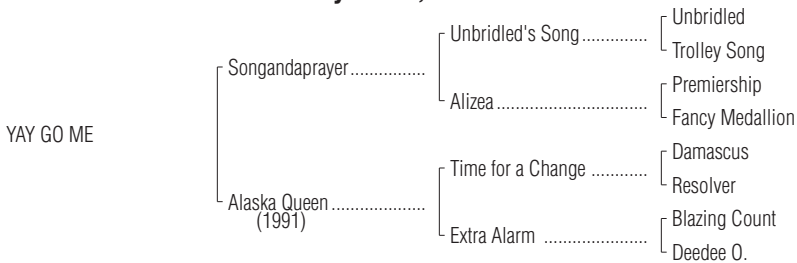 Unbridled
Unbridled's Song..............
Trolley Song
Songandaprayer................
Premiership
Alizea................................
Fancy Medallion
YAY GO ME
Damascus
Time for a Change ............
Resolver
Alaska Queen ....................
(1991)
Blazing Count
Extra Alarm ......................
Deedee O.